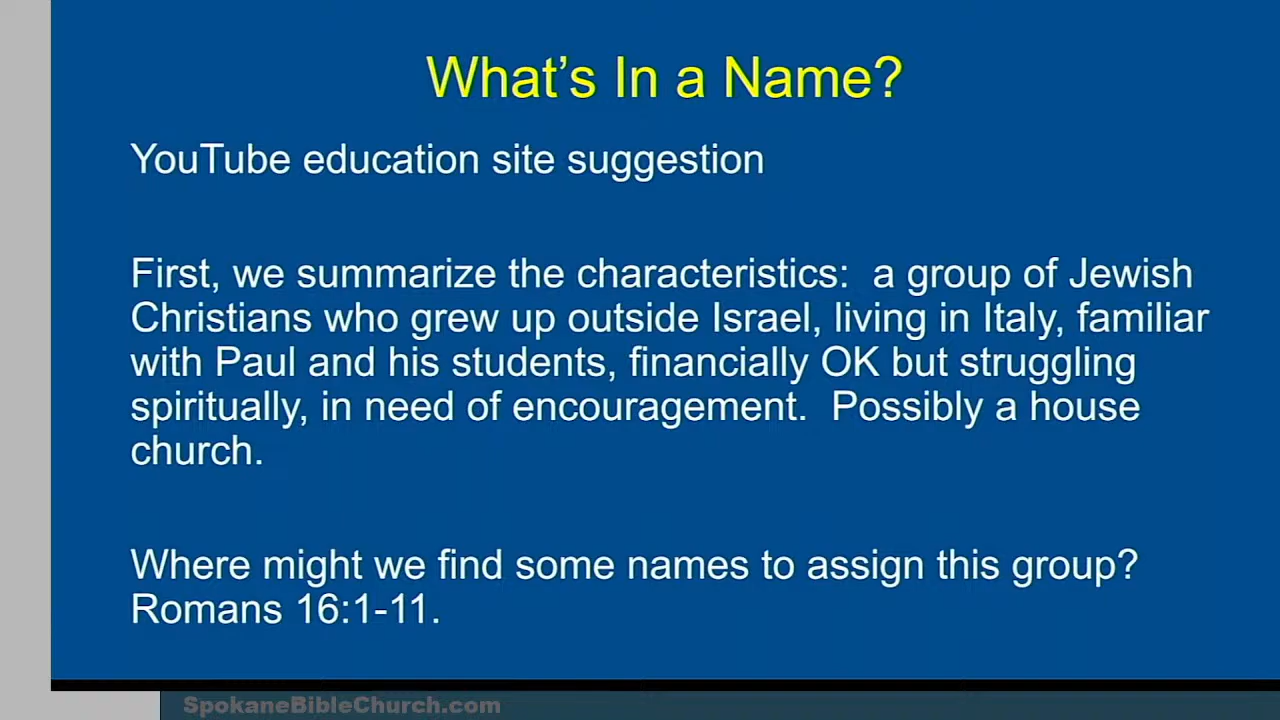 What's In a Name?
YouTube education site suggestion
First, we summarize the characteristics:  a group of Jewish
Christians who grew up outside Israel, living in Italy, familiar
with Paul and his students, financially OK but struggling
spiritually, in need of encouragement.  Possibly a house
church.
Where might we find some names to assign this group?
Romans 16:1-11.
SpokaneBibleChurch.com